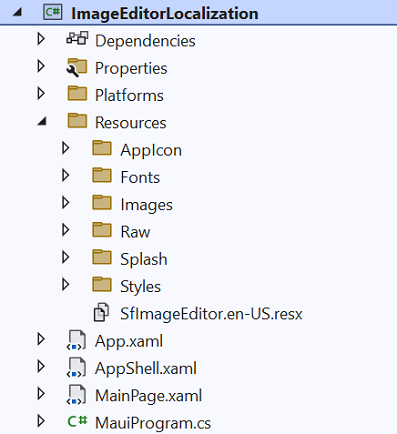 C# ImageEditorLocalization
Dependencies
Properties
Platforms
Resources
AppIcon
Fonts
Images
Raw
Splash
Styles
SfImageEditor.en-US.resx
App.xaml
AppShell.xaml
MainPage.xaml
C# MauiProgram.cs